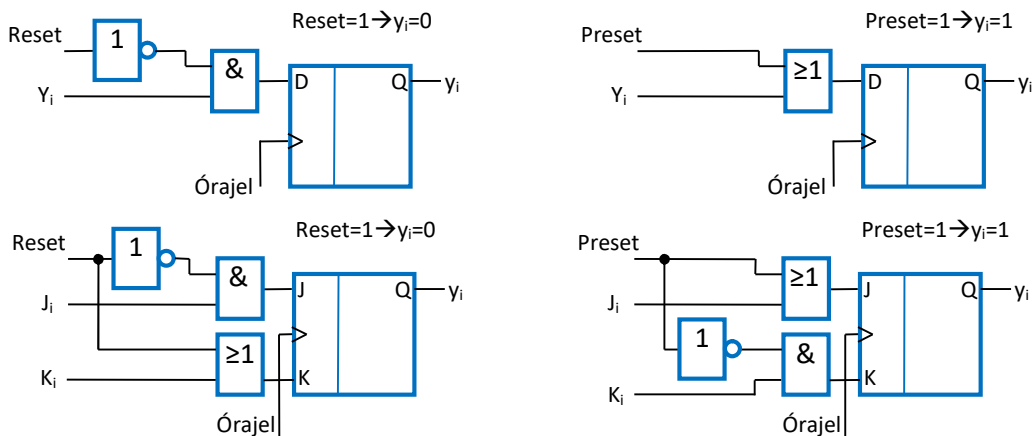 Reset=1→yᵢ=0
Reset
1
&
D
Q
yᵢ
Yᵢ
Órajel
Preset=1→yᵢ=1
Preset
≥1
D
Q
yᵢ
Yᵢ
Órajel
Reset=1→yᵢ=0
Reset
1
&
J
Q
yᵢ
Jᵢ
≥1
K
Kᵢ
Órajel
Preset=1→yᵢ=1
Preset
≥1
J
Q
yᵢ
Jᵢ
1
&
K
Kᵢ
Órajel